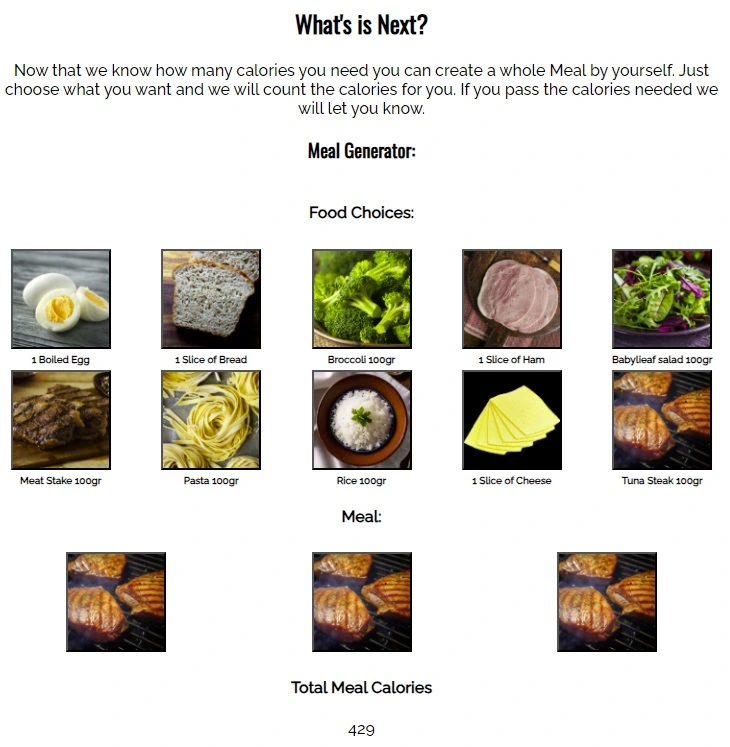 What's is Next?
Now that we know how many calories you need you can create a whole Meal by yourself. Just
choose what you want and we will count the calories for you. If you pass the calories needed we
will let you know.
Meal Generator:
Food Choices:
1 Boiled Egg
1 Slice of Bread
Broccoli 100gr
1 Slice of Ham
Babylieaf salad 100gr
Meat Stake 100gr
Pasta 100gr
Rice 100gr
1 Slice of Cheese
Tuna Steak 100gr
Meal:
Total Meal Calories
429